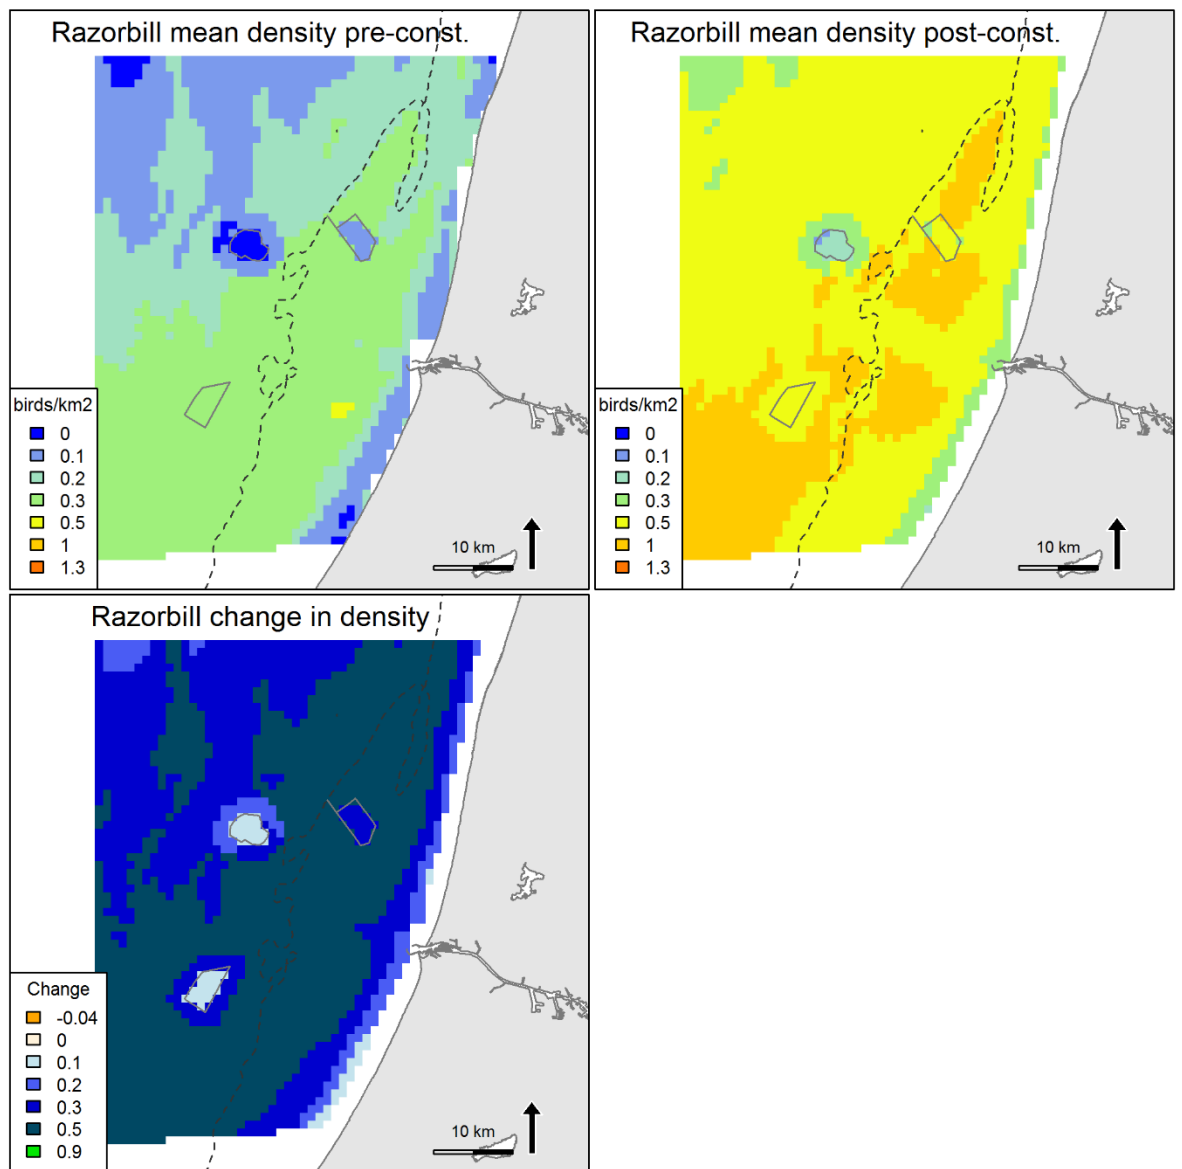 Razorbill mean density pre-const.
birds/km2
0
0.1
0.2
0.3
0.5
1
1.3
10 km
Razorbill mean density post-const.
birds/km2
0
0.1
0.2
0.3
0.5
1
1.3
10 km
Razorbill change in density
Change
-0.04
0
0.1
0.2
0.3
0.5
0.9
10 km